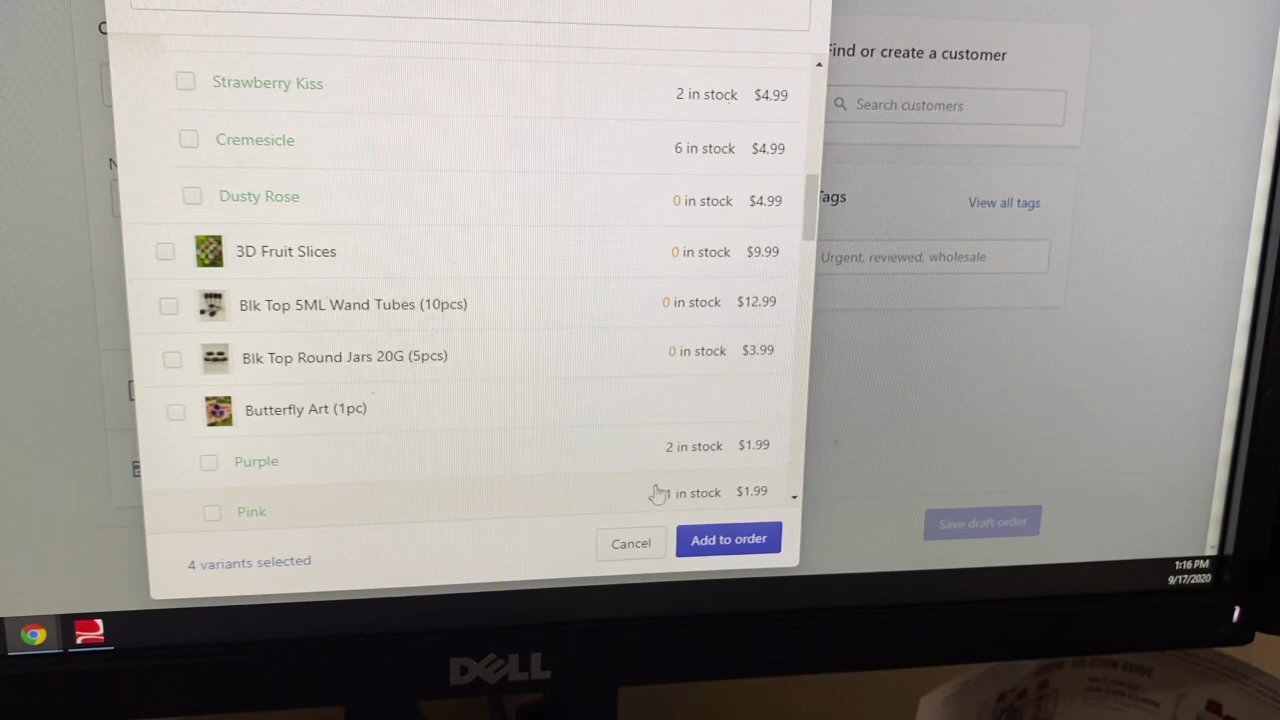 Find or create a customer
Search customers
Tags
View all tags
Urgent, reviewed, wholesale
Save draft order
Strawberry Kiss 2 in stock $4.99
Cremesicle 6 in stock $4.99
Dusty Rose 0 in stock $4.99
3D Fruit Slices 0 in stock $9.99
Blk Top 5ML Wand Tubes (10pcs) 0 in stock $12.99
Blk Top Round Jars 20G (5pcs) 0 in stock $3.99
Butterfly Art (1pc)
Purple 2 in stock $1.99
Pink 1 in stock $1.99
4 variants selected
Cancel
Add to order
1:16 PM
9/17/2020
DELL